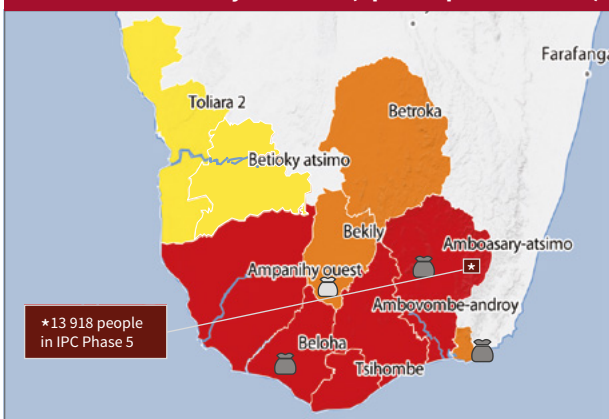 Farafanga
Toliara 2
Betroka
Betioky atsimo
Bekily
Amboasary-atsimo
Ampanihy ouest
★
Ambovombe-androy
★13 918 people
in IPC Phase 5
Beloha
Tsihombe